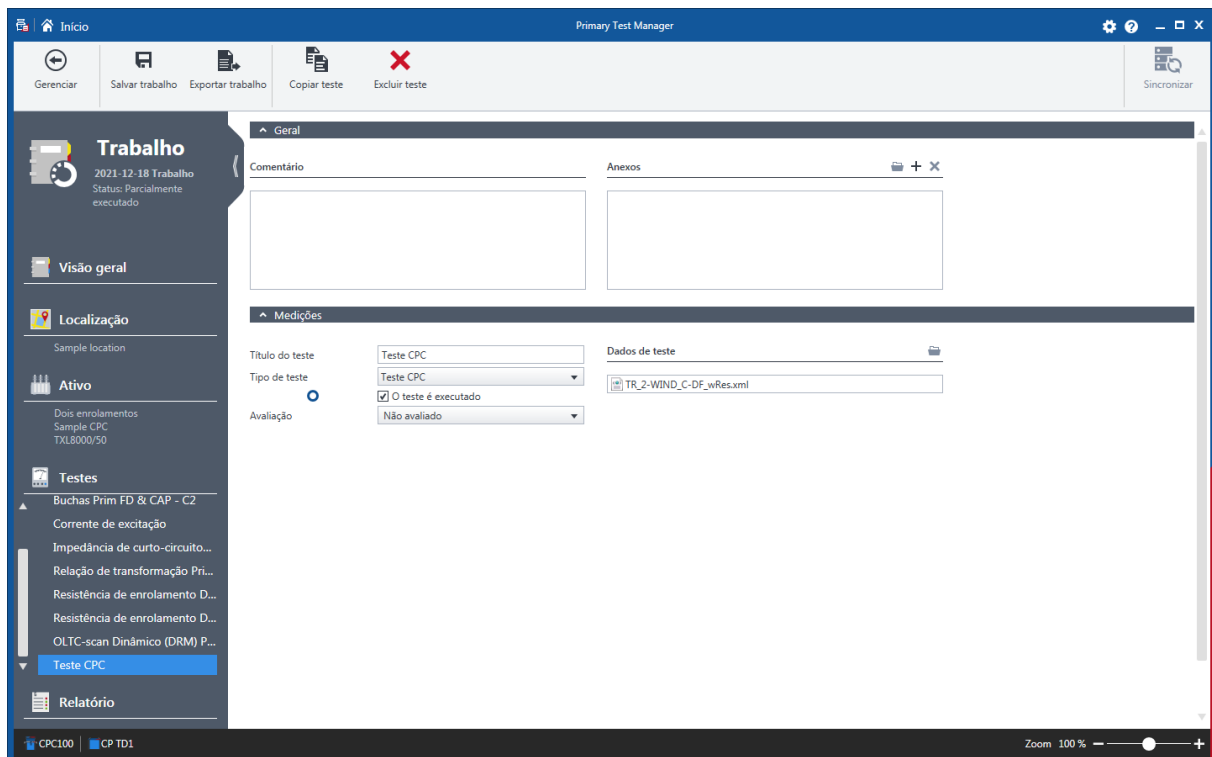 Início
Primary Test Manager
Gerenciar
Salvar trabalho
Exportar trabalho
Copiar teste
Excluir teste
Sincronizar
Trabalho
2021-12-18 Trabalho
Status: Parcialmente
executado
Visão geral
Localização
Sample location
Ativo
Dois enrolamentos
Sample CPC
TXL8000/50
Testes
Buchas Prim FD & CAP - C2
Corrente de excitação
Impedância de curto-circuito...
Relação de transformação Pri...
Resistência de enrolamento D...
Resistência de enrolamento D...
OLTC-scan Dinâmico (DRM) P...
Teste CPC
Relatório
Geral
Comentário
Anexos
Medições
Título do teste
Teste CPC
Tipo de teste
Teste CPC
O teste é executado
Avaliação
Não avaliado
Dados de teste
TR_2-WIND_C-DF_wRes.xml
CPC100
CP TD1
Zoom 100 %